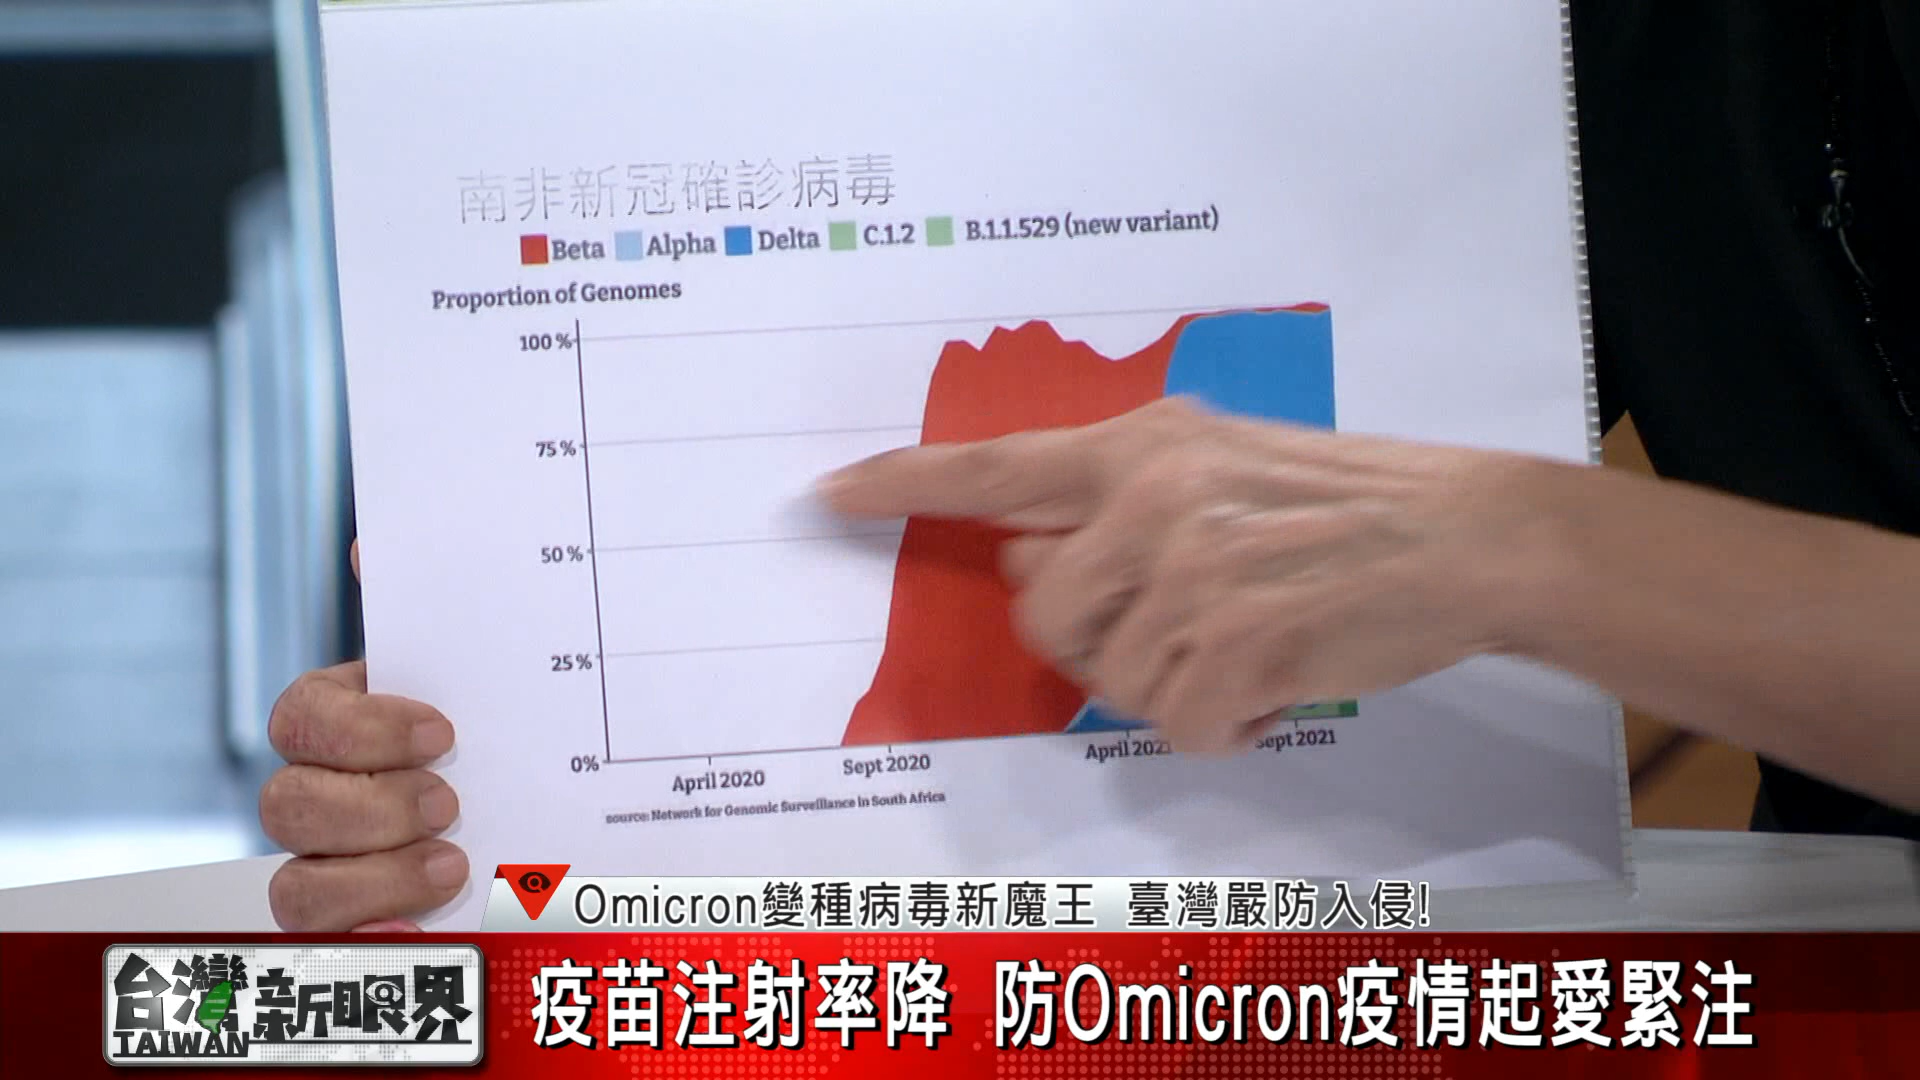 南非新冠確診病毒
Beta Alpha Delta C.1.2 B.1.1.529 (new variant)
Proportion of Genomes
100 %
75 %
50 %
25 %
0%
April 2020 Sept 2020 April 2021 Sept 2021
source: Network for Genomic Surveillance in South Africa
Omicron變種病毒新魔王 臺灣嚴防入侵!
台灣新眼界
TAIWAN
疫苗注射率降 防Omicron疫情起愛緊注